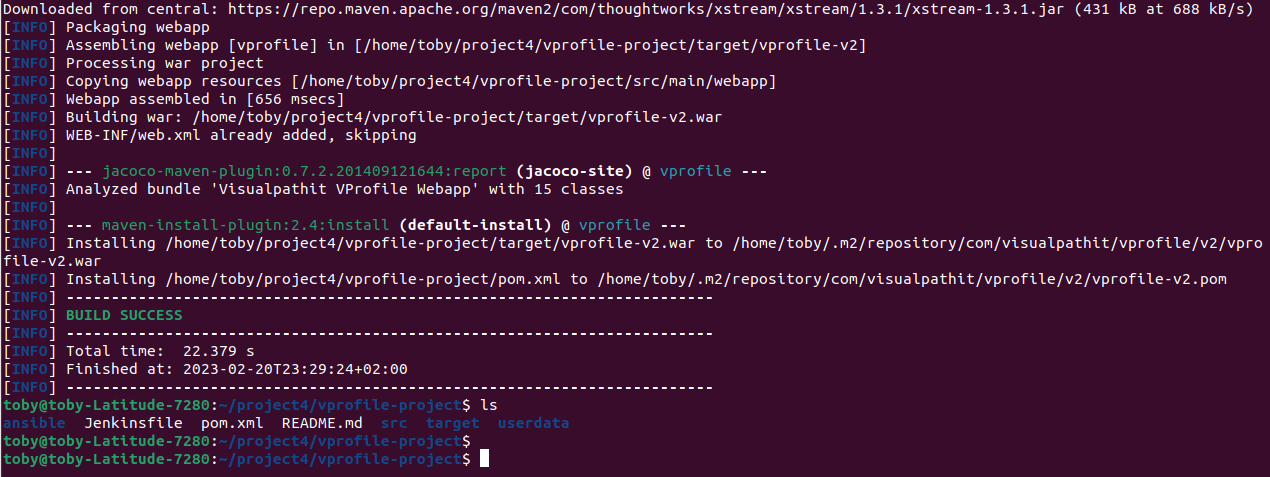 Downloaded from central: https://repo.maven.apache.org/maven2/com/thoughtworks/xstream/xstream/1.3.1/xstream-1.3.1.jar (431 kB at 688 kB/s)
[INFO] Packaging webapp
[INFO] Assembling webapp [vprofile] in [/home/toby/project4/vprofile-project/target/vprofile-v2]
[INFO] Processing war project
[INFO] Copying webapp resources [/home/toby/project4/vprofile-project/src/main/webapp]
[INFO] Webapp assembled in [656 msecs]
[INFO] Building war: /home/toby/project4/vprofile-project/target/vprofile-v2.war
[INFO] WEB-INF/web.xml already added, skipping
[INFO]
[INFO] --- jacoco-maven-plugin:0.7.2.201409121644:report (jacoco-site) @ vprofile ---
[INFO] Analyzed bundle 'Visualpathit VProfile Webapp' with 15 classes
[INFO]
[INFO] --- maven-install-plugin:2.4:install (default-install) @ vprofile ---
[INFO] Installing /home/toby/project4/vprofile-project/target/vprofile-v2.war to /home/toby/.m2/repository/com/visualpathit/vprofile/v2/vpro
file-v2.war
[INFO] Installing /home/toby/project4/vprofile-project/pom.xml to /home/toby/.m2/repository/com/visualpathit/vprofile/v2/vprofile-v2.pom
[INFO] ------------------------------------------------------------------------
[INFO] BUILD SUCCESS
[INFO] ------------------------------------------------------------------------
[INFO] Total time:  22.379 s
[INFO] Finished at: 2023-02-20T23:29:24+02:00
[INFO] ------------------------------------------------------------------------
toby@toby-Latitude-7280:~/project4/vprofile-project$ ls
ansible  Jenkinsfile  pom.xml  README.md  src  target  userdata
toby@toby-Latitude-7280:~/project4/vprofile-project$
toby@toby-Latitude-7280:~/project4/vprofile-project$